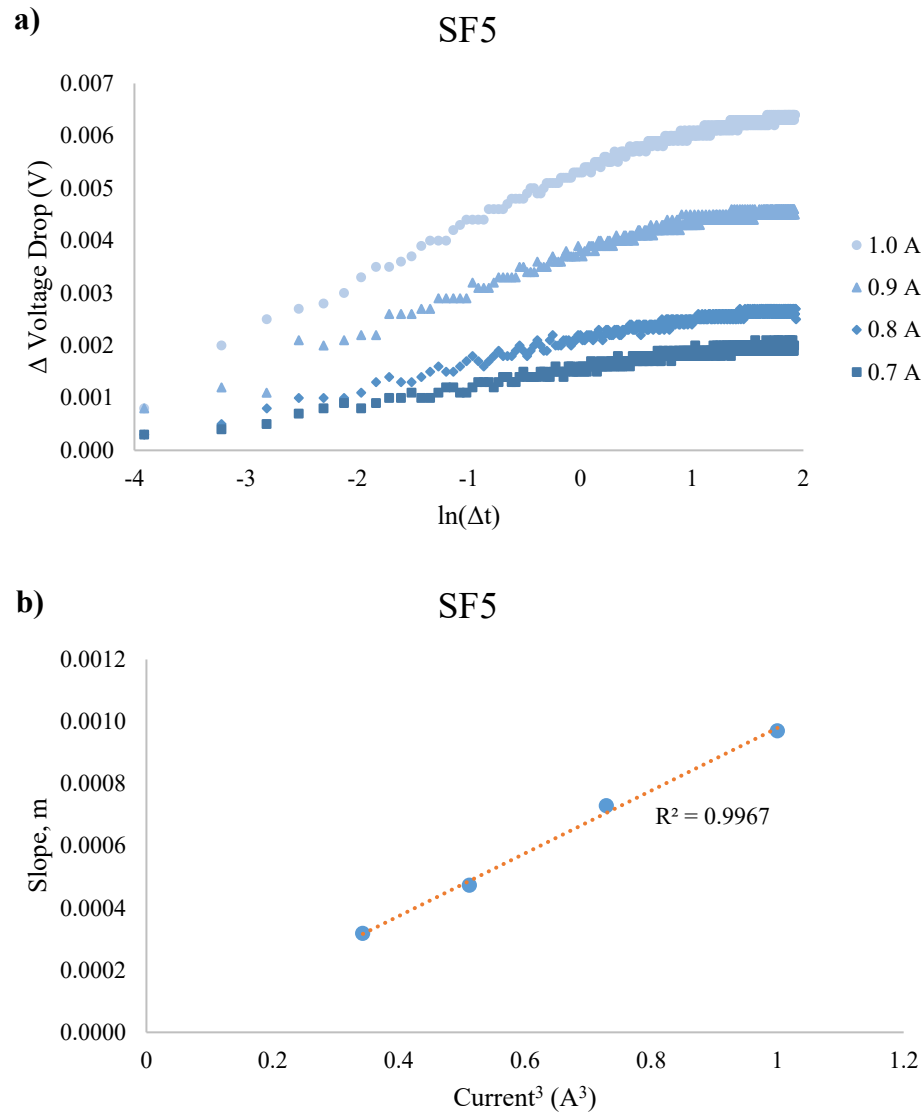 a)
SF5
0.007
0.006
0.005
0.004
0.003
0.002
0.001
0.000
Δ Voltage Drop (V)
-4 -3 -2 -1 0 1 2
ln(Δt)
1.0 A
0.9 A
0.8 A
0.7 A
b)
SF5
0.0012
0.0010
0.0008
0.0006
0.0004
0.0002
0.0000
Slope, m
R² = 0.9967
0 0.2 0.4 0.6 0.8 1 1.2
Current³ (A³)